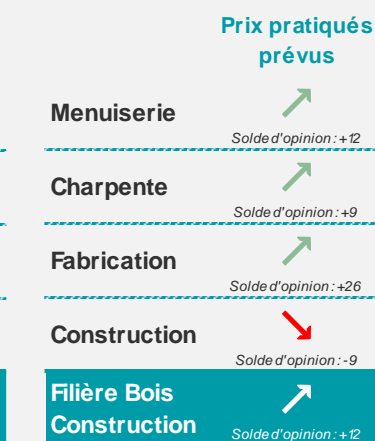 Prix pratiqués
prévus
Menuiserie
Solde d'opinion : +12
Charpente
Solde d'opinion : +9
Fabrication
Solde d'opinion : +26
Construction
Solde d'opinion : -9
Filière Bois
Construction
Solde d'opinion : +12